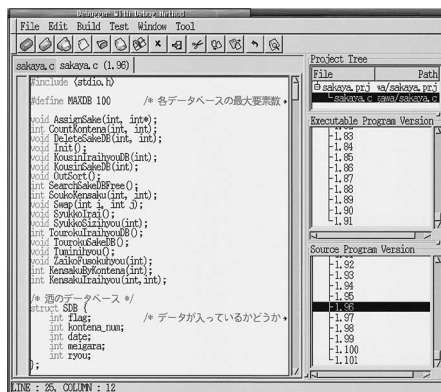 Debugger With Debug Method
File Edit Build Test Window Tool
sakaya.c sakaya.c (1.96)
#include <stdio.h>
#define MAXDB 100 /* 各データベースの最大要素数
void AssignSake(int, int*);
int CountKontena(int, int);
void DeleteSakeDB(int, int);
void Init();
void KousinIraihyouDB(int, int);
void KousinSakeDB(int, int);
void OutSort();
int SearchSakeDBFree();
int SoukoKensaku(int, int);
void Swap(int i, int j);
void SyukkoIrai();
void SyukkoSizihyou(int);
int TourokuIraihyouDB();
int TourokuSakeDB();
void Tuminihyou();
void ZaikoFusokuhyou(int);
int KensakuByKontena(int);
int KensakuIraihyou(int,int);
/* 酒のデータベース */
struct SDB {
int flag; /* データが入っているかどうか
int kontena_num;
int date;
int meigara;
int ryou;
};
LINE : 25, COLUMN : 12
Project Tree
File Path
sakaya.prj wa/sakaya.prj
sakaya.c gawa/sakaya.c
Executable Program Version
1.83
1.84
1.85
1.86
1.87
1.88
1.89
1.90
1.91
Source Program Version
1.92
1.93
1.94
1.95
1.96
1.97
1.98
1.99
1.100
1.101